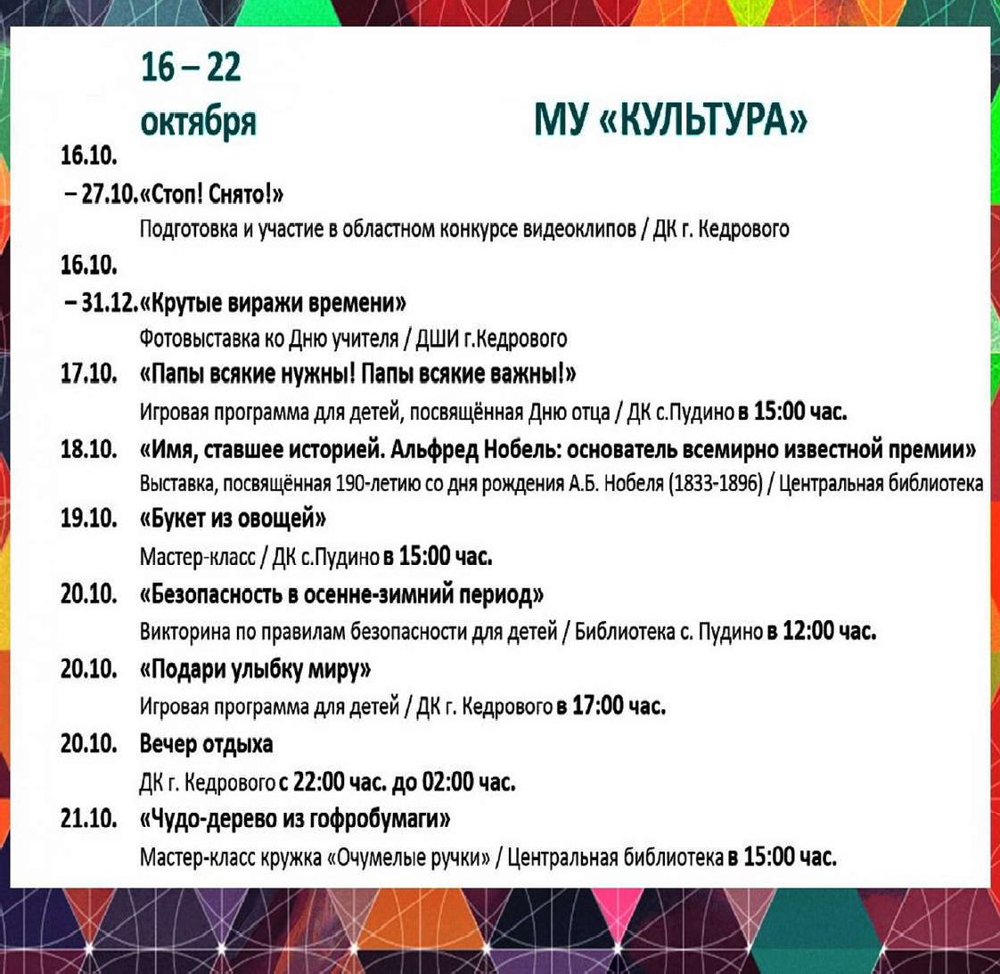 16 – 22
октября
МУ «КУЛЬТУРА»
16.10.
– 27.10. «Стоп! Снято!»
Подготовка и участие в областном конкурсе видеоклипов / ДК г. Кедрового
16.10.
– 31.12. «Крутые виражи времени»
Фотовыставка ко Дню учителя / ДШИ г.Кедрового
17.10. «Папы всякие нужны! Папы всякие важны!»
Игровая программа для детей, посвящённая Дню отца / ДК с.Пудино в 15:00 час.
18.10. «Имя, ставшее историей. Альфред Нобель: основатель всемирно известной премии»
Выставка, посвящённая 190-летию со дня рождения А.Б. Нобеля (1833-1896) / Центральная библиотека
19.10. «Букет из овощей»
Мастер-класс / ДК с.Пудино в 15:00 час.
20.10. «Безопасность в осенне-зимний период»
Викторина по правилам безопасности для детей / Библиотека с. Пудино в 12:00 час.
20.10. «Подари улыбку миру»
Игровая программа для детей / ДК г. Кедрового в 17:00 час.
20.10. Вечер отдыха
ДК г. Кедрового с 22:00 час. до 02:00 час.
21.10. «Чудо-дерево из гофробумаги»
Мастер-класс кружка «Очумелые ручки» / Центральная библиотека в 15:00 час.